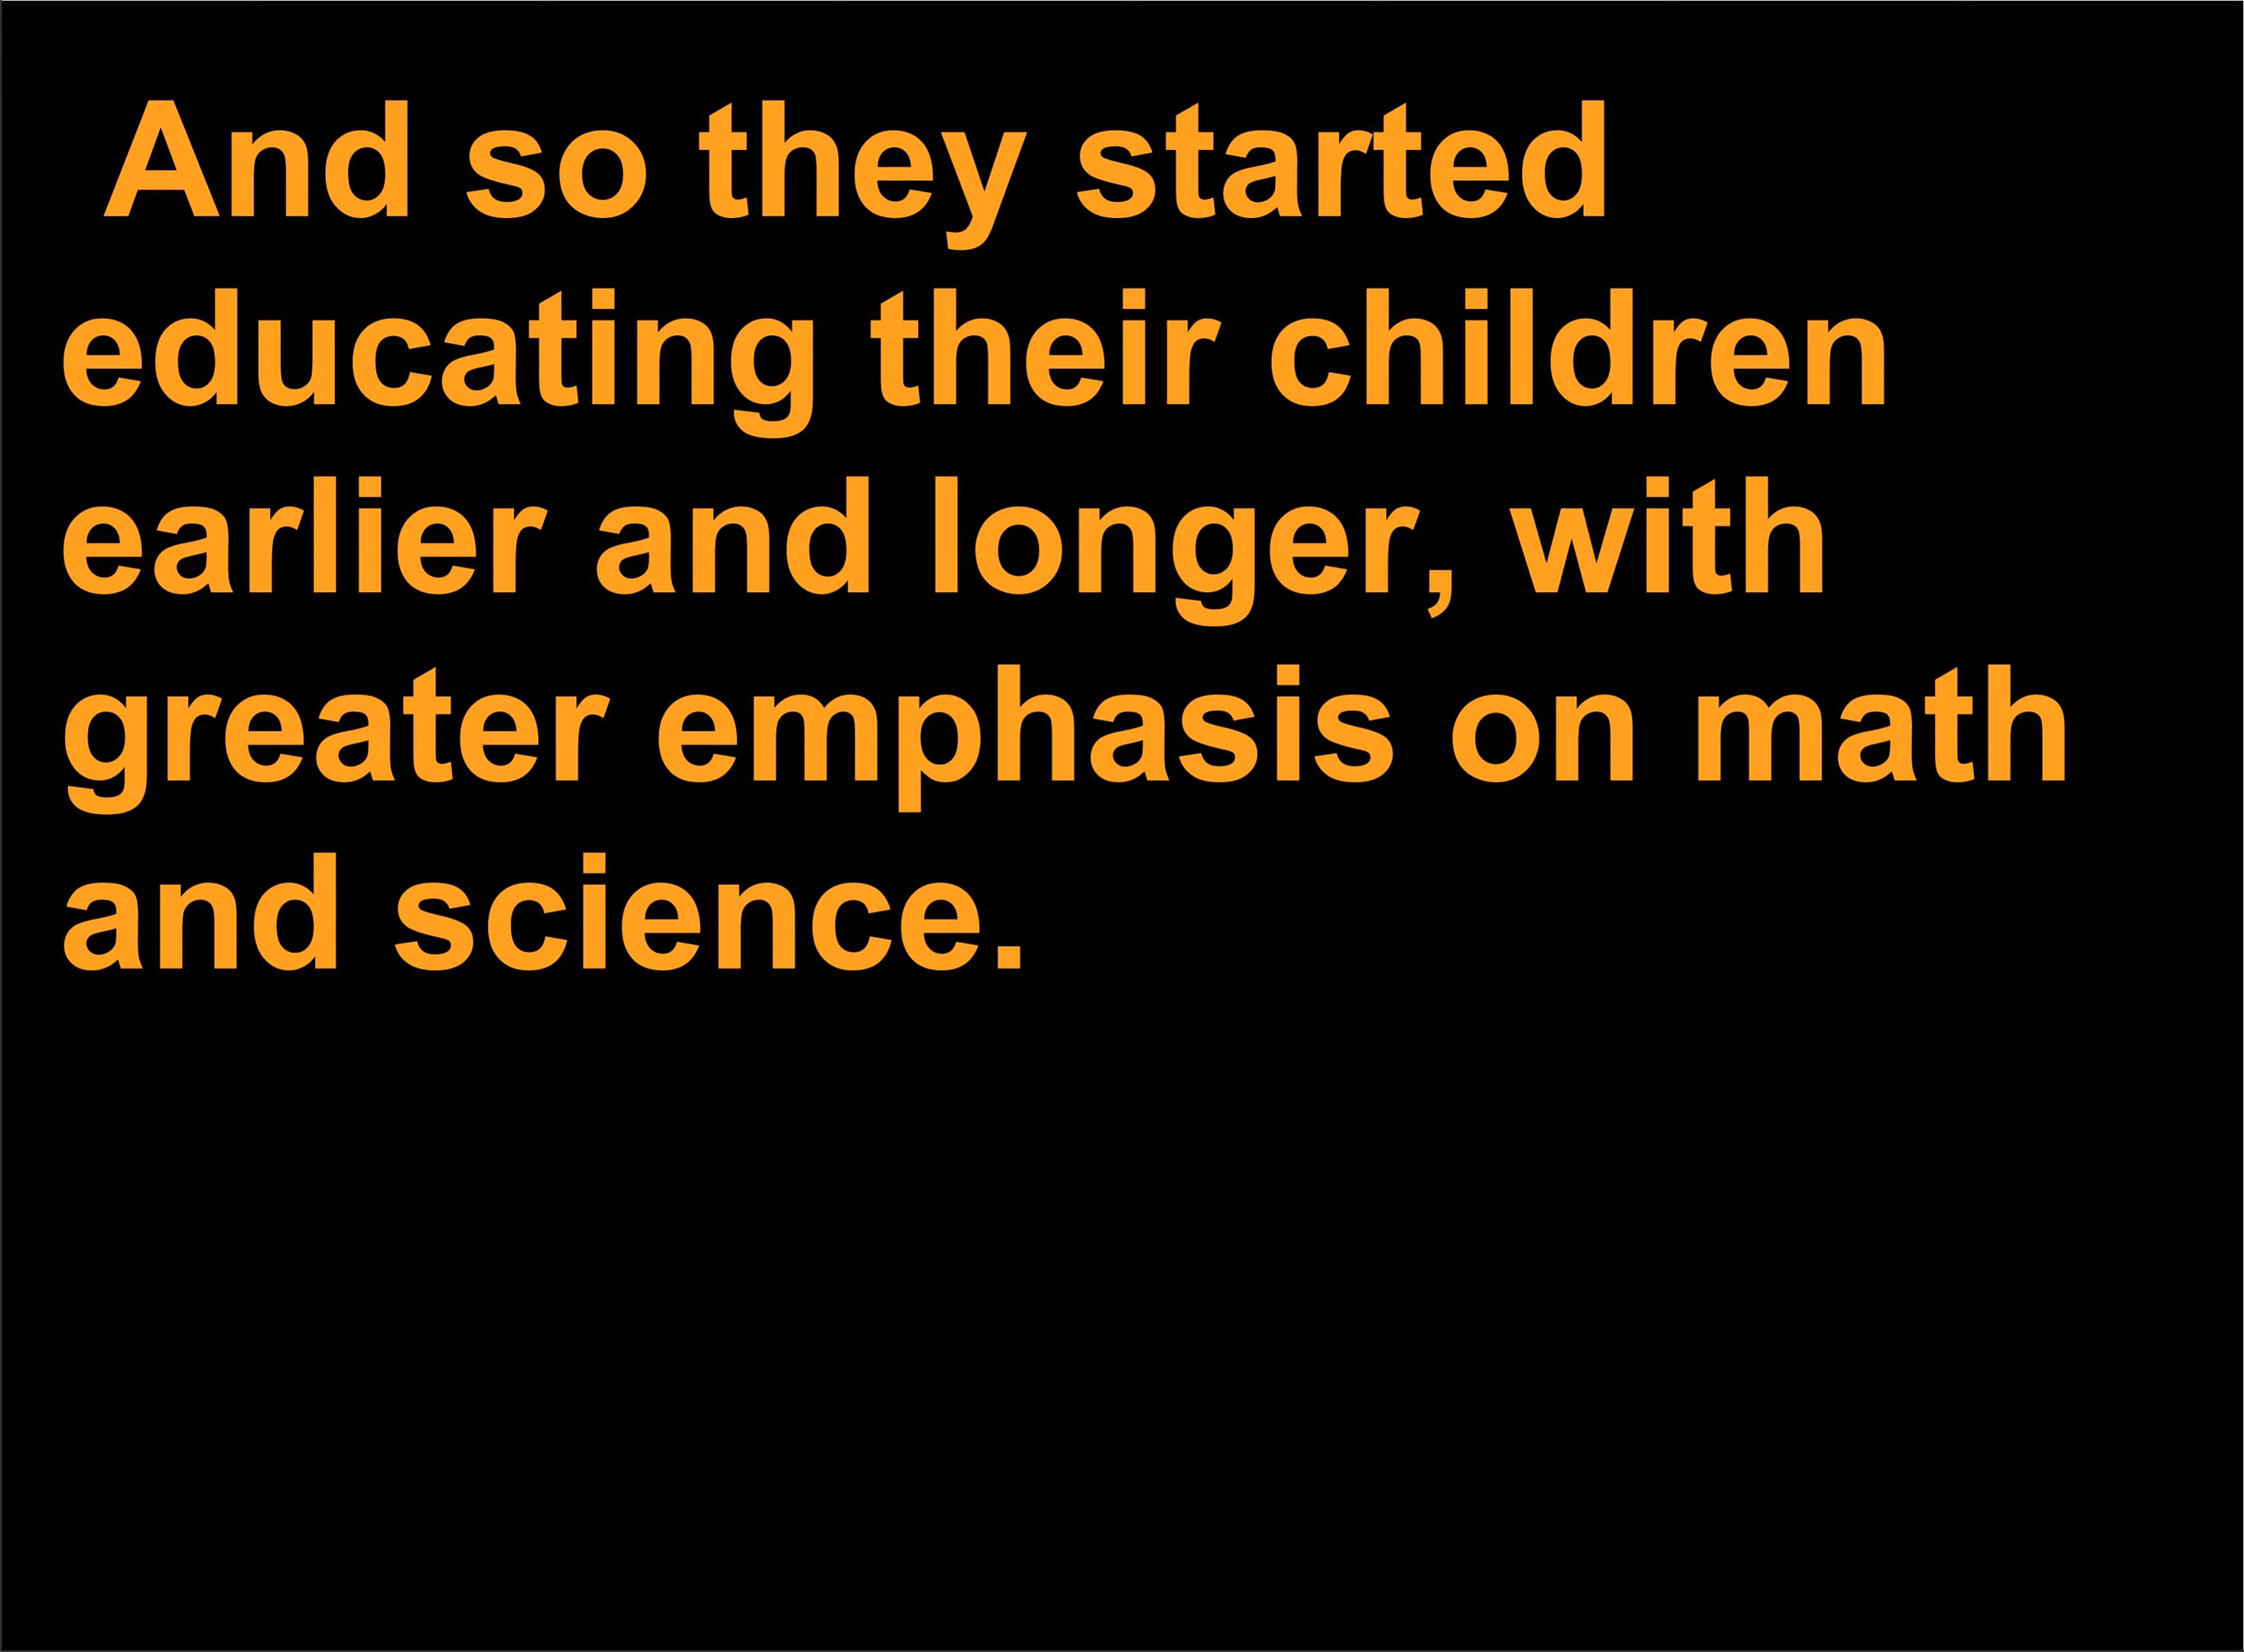 And so they started
educating their children
earlier and longer, with
greater emphasis on math
and science.